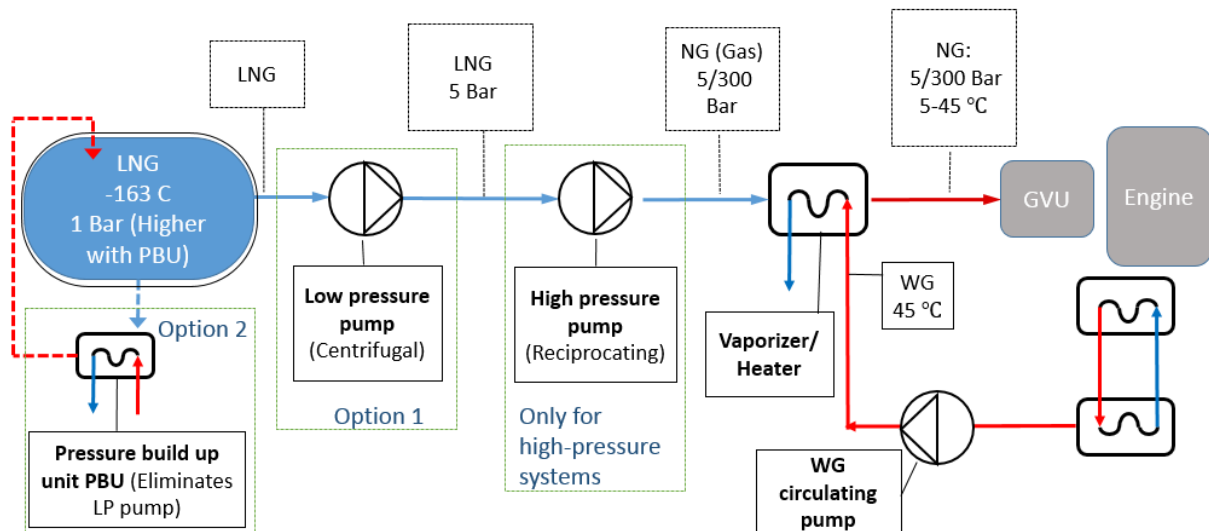 LNG
LNG
5 Bar
NG (Gas)
5/300
Bar
NG:
5/300 Bar
5-45 °C
LNG
-163 C
1 Bar (Higher
with PBU)
GVU
Engine
Low pressure
pump
(Centrifugal)
High pressure
pump
(Reciprocating)
WG
45 °C
Option 2
Vaporizer/
Heater
Option 1
Only for
high-pressure
systems
Pressure build up
unit PBU (Eliminates
LP pump)
WG
circulating
pump